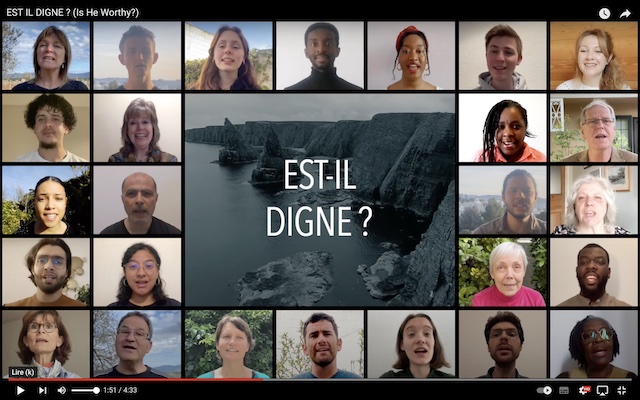 EST IL DIGNE ? (Is He Worthy?)
EST-IL
DIGNE ?
Lire (k)
1:51 / 4:33